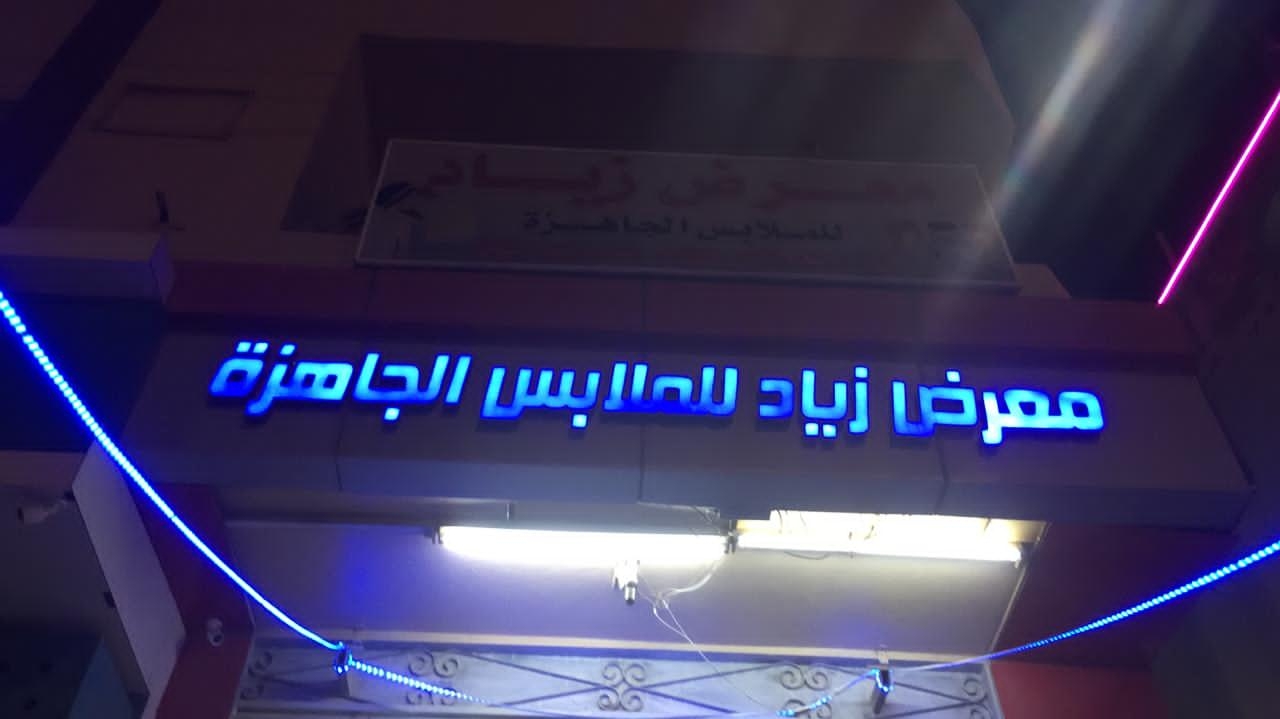 معرض زياد
للملابس الجاهزة
معرض زياد للملابس الجاهزة